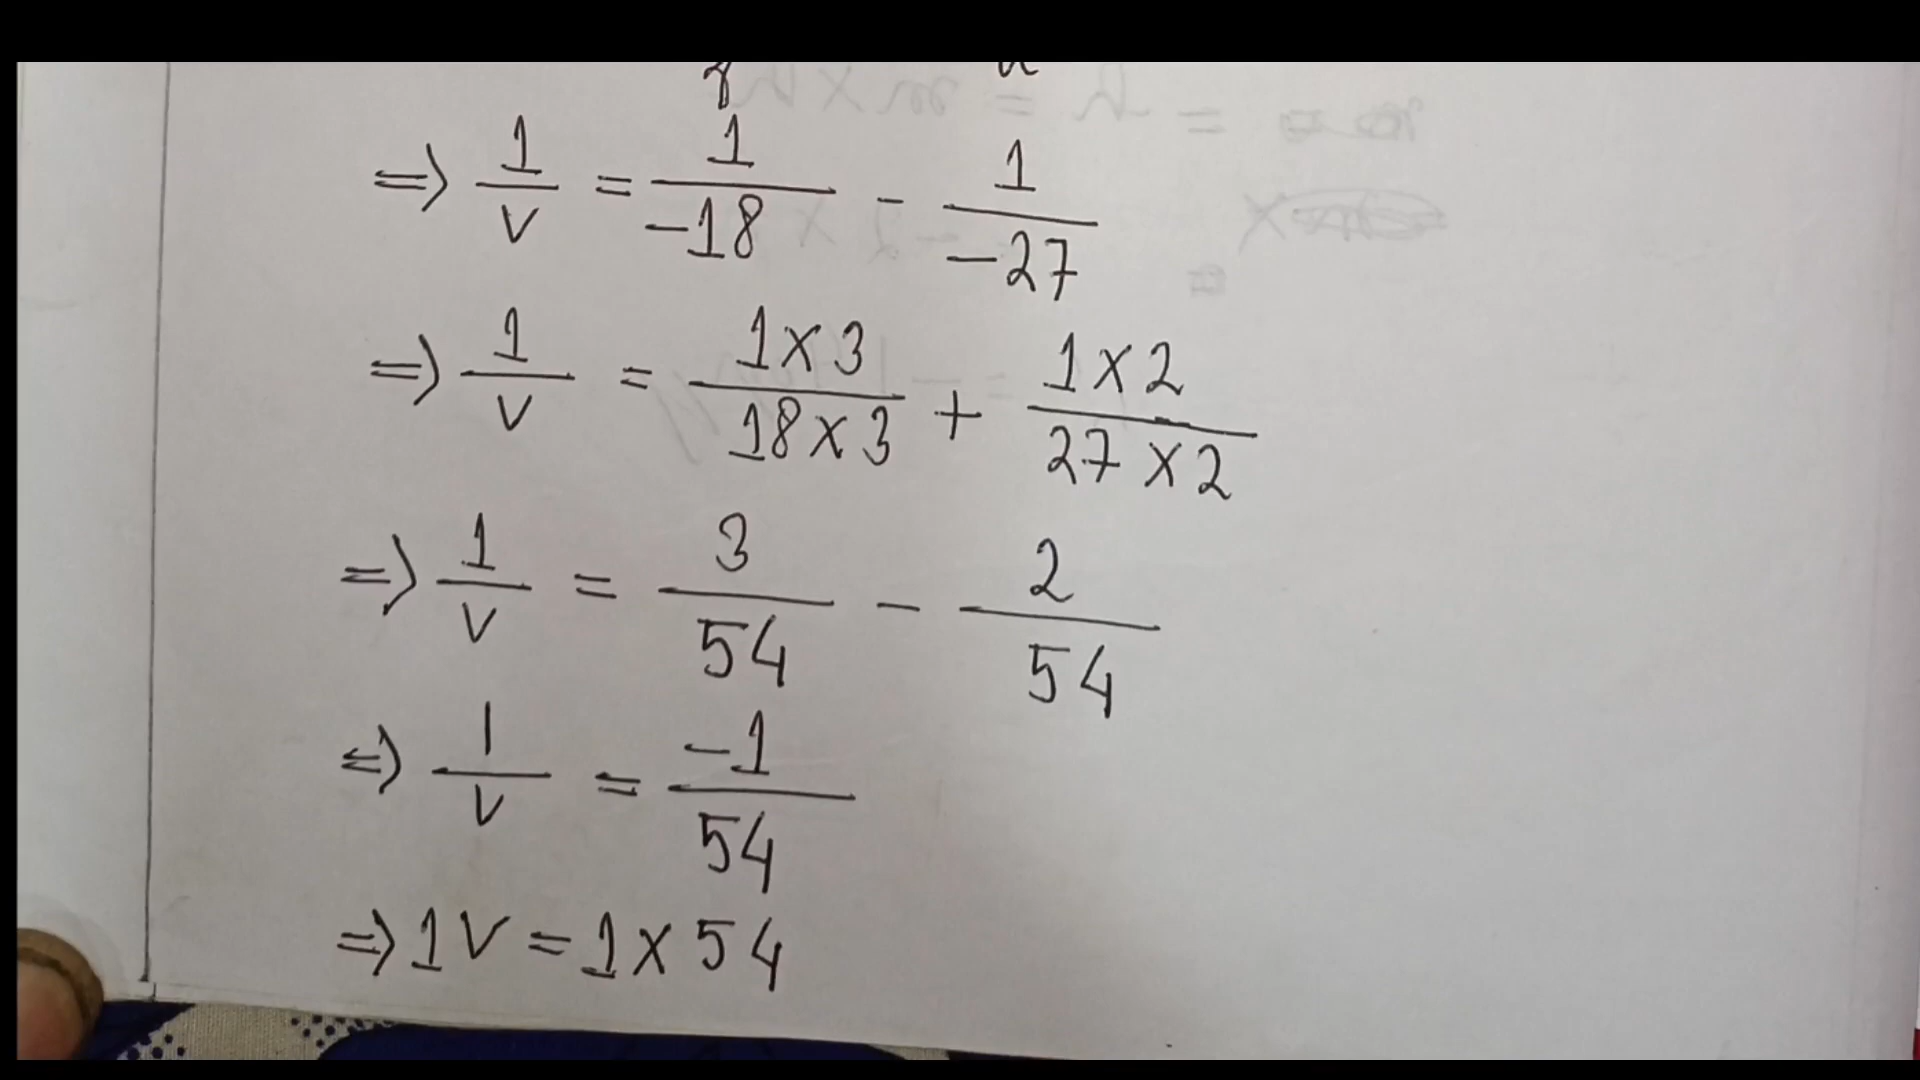 ⇒ 1/v = 1/-18 - 1/-27
⇒ 1/v = 1×3/18×3 + 1×2/27×2
⇒ 1/v = 3/54 - 2/54
⇒ 1/v = -1/54
⇒ 1v = 1×54